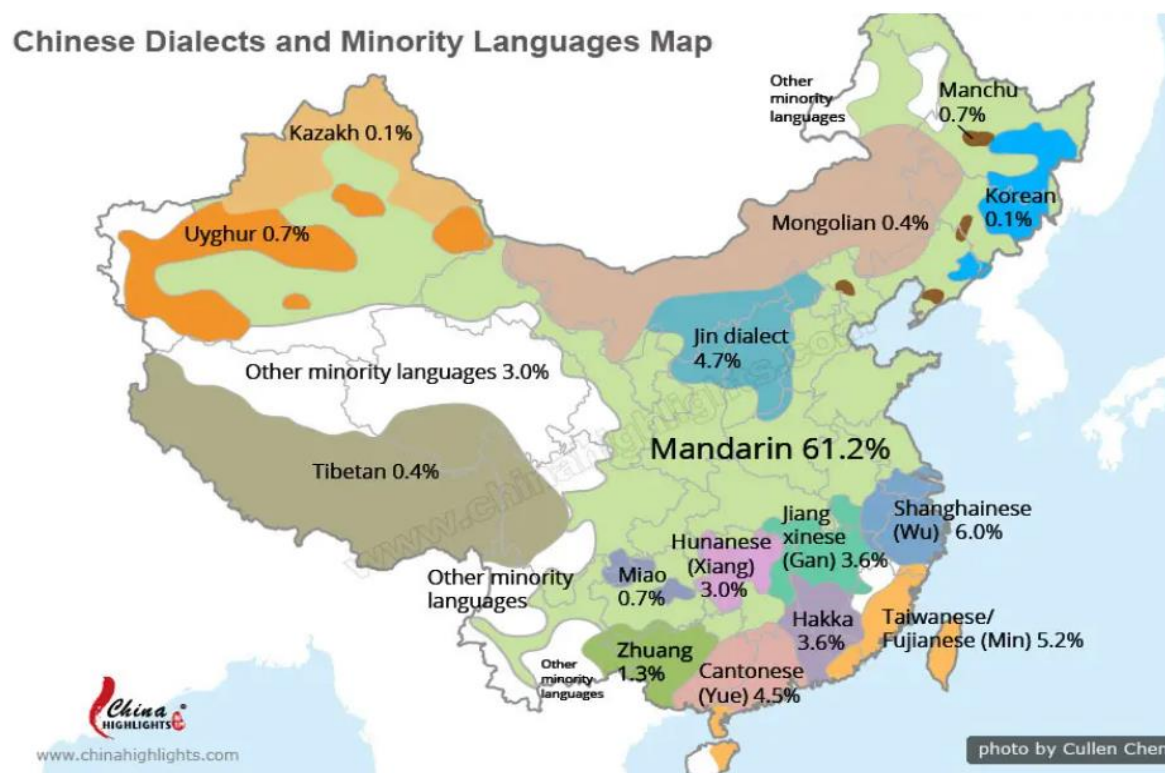 Chinese Dialects and Minority Languages Map
Other
minority
languages
Manchu
0.7%
Kazakh 0.1%
Korean
0.1%
Uyghur 0.7%
Mongolian 0.4%
Jin dialect
4.7%
Other minority languages 3.0%
Mandarin 61.2%
Tibetan 0.4%
Shanghainese
(Wu) 6.0%
Jiang
xinese
(Gan) 3.6%
Hunanese
(Xiang)
3.0%
Other minority
languages
Miao
0.7%
Hakka
3.6%
Taiwanese/
Fujianese (Min) 5.2%
Zhuang
1.3%
Other
minority
languages
Cantonese
(Yue) 4.5%
China
HIGHLIGHTS
www.chinahighlights.com
photo by Cullen Chen
www.chinahighlights.com